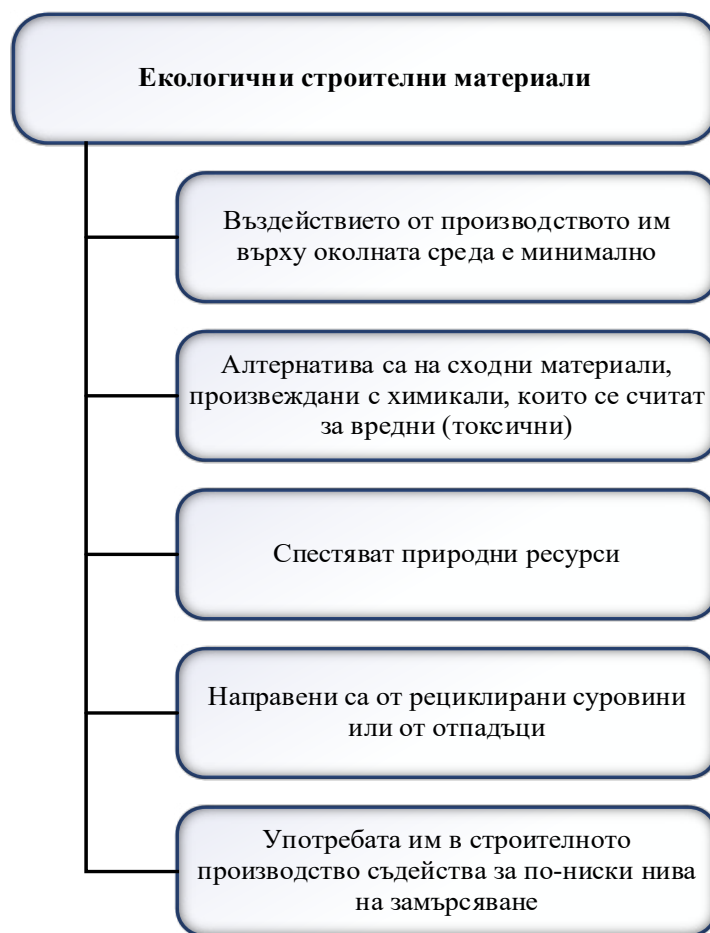 Екологични строителни материали
Въздействието от производството им
върху околната среда е минимално
Алтернатива са на сходни материали,
произвеждани с химикали, които се считат
за вредни (токсични)
Спестяват природни ресурси
Направени са от рециклирани суровини
или от отпадъци
Употребата им в строителното
производство съдейства за по-ниски нива
на замърсяване